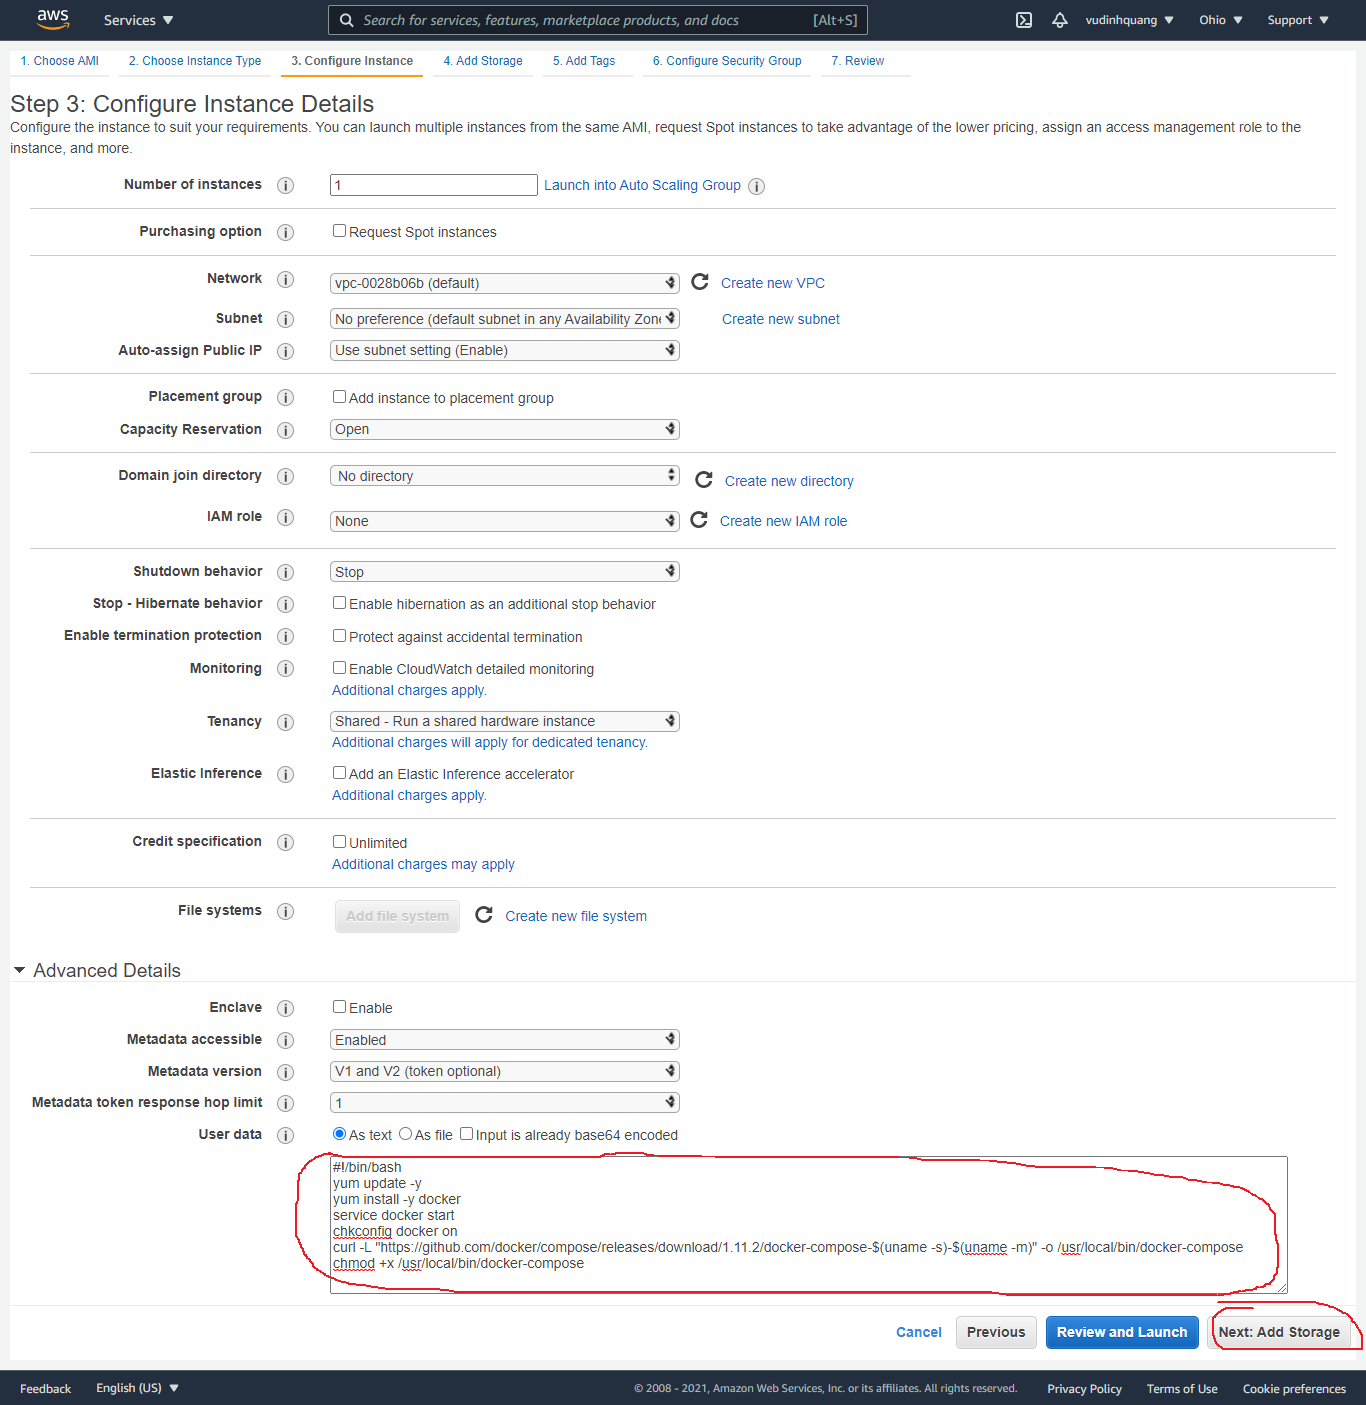 aws
Services
Search for services, features, marketplace products, and docs [Alt+S]
vudinhquang
Ohio
Support
1. Choose AMI
2. Choose Instance Type
3. Configure Instance
4. Add Storage
5. Add Tags
6. Configure Security Group
7. Review
Step 3: Configure Instance Details
Configure the instance to suit your requirements. You can launch multiple instances from the same AMI, request Spot instances to take advantage of the lower pricing, assign an access management role to the
instance, and more.
Number of instances i 1 Launch into Auto Scaling Group i
Purchasing option i Request Spot instances
Network i vpc-0028b06b (default) Create new VPC
Subnet i No preference (default subnet in any Availability Zone Create new subnet
Auto-assign Public IP i Use subnet setting (Enable)
Placement group i Add instance to placement group
Capacity Reservation i Open
Domain join directory i No directory Create new directory
IAM role i None Create new IAM role
Shutdown behavior i Stop
Stop - Hibernate behavior i Enable hibernation as an additional stop behavior
Enable termination protection i Protect against accidental termination
Monitoring i Enable CloudWatch detailed monitoring
Additional charges apply.
Tenancy i Shared - Run a shared hardware instance
Additional charges will apply for dedicated tenancy.
Elastic Inference i Add an Elastic Inference accelerator
Additional charges apply.
Credit specification i Unlimited
Additional charges may apply
File systems i Add file system Create new file system
Advanced Details
Enclave i Enable
Metadata accessible i Enabled
Metadata version i V1 and V2 (token optional)
Metadata token response hop limit i 1
User data i As text As file Input is already base64 encoded
#!/bin/bash
yum update -y
yum install -y docker
service docker start
chkconfig docker on
curl -L "https://github.com/docker/compose/releases/download/1.11.2/docker-compose-$(uname -s)-$(uname -m)" -o /usr/local/bin/docker-compose
chmod +x /usr/local/bin/docker-compose
Cancel
Previous
Review and Launch
Next: Add Storage
Feedback
English (US)
© 2008 - 2021, Amazon Web Services, Inc. or its affiliates. All rights reserved.
Privacy Policy
Terms of Use
Cookie preferences